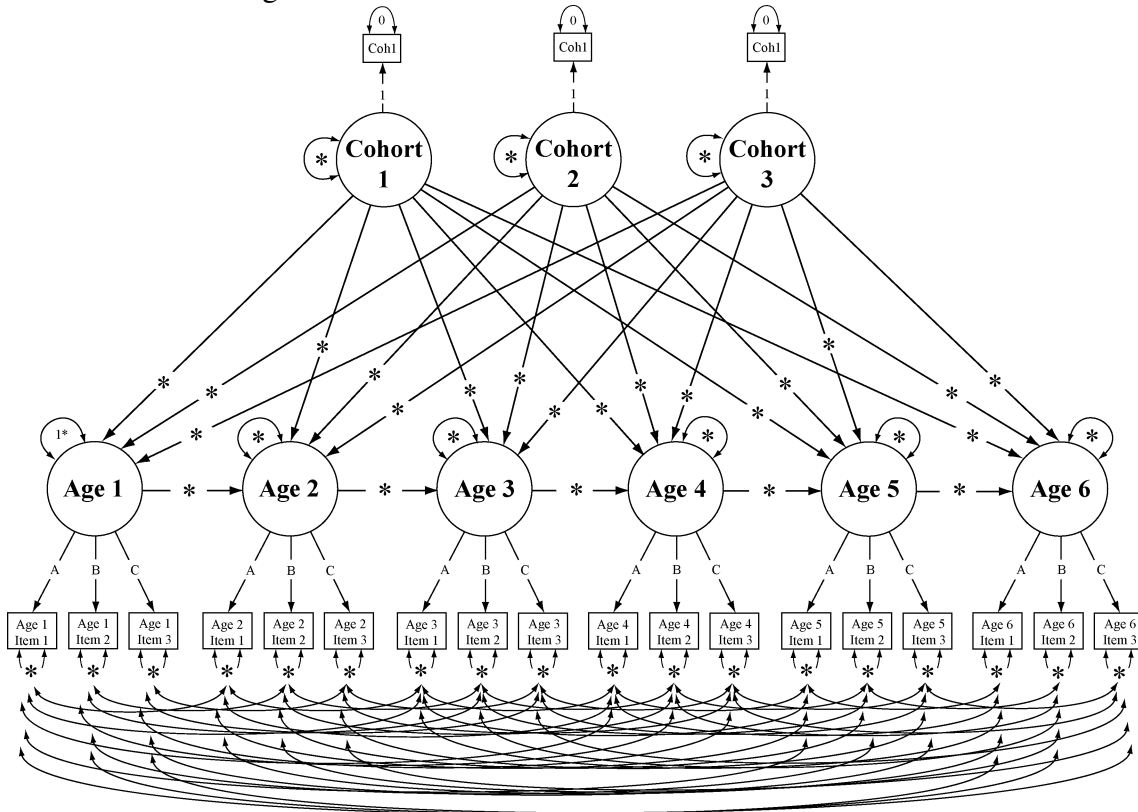 0 0 0
Coh1 Coh1 Coh1
1 1 1
Cohort 1
Cohort 2
Cohort 3
* * *
* * * * * * * * * * * * * * * * * *
1* * * * * *
Age 1 * Age 2 * Age 3 * Age 4 * Age 5 * Age 6
A B C A B C A B C A B C A B C A B C
Age 1 Item 1
Age 1 Item 2
Age 1 Item 3
Age 2 Item 1
Age 2 Item 2
Age 2 Item 3
Age 3 Item 1
Age 3 Item 2
Age 3 Item 3
Age 4 Item 1
Age 4 Item 2
Age 4 Item 3
Age 5 Item 1
Age 5 Item 2
Age 5 Item 3
Age 6 Item 1
Age 6 Item 2
Age 6 Item 3
* * * * * * * * * * * * * * * * * *